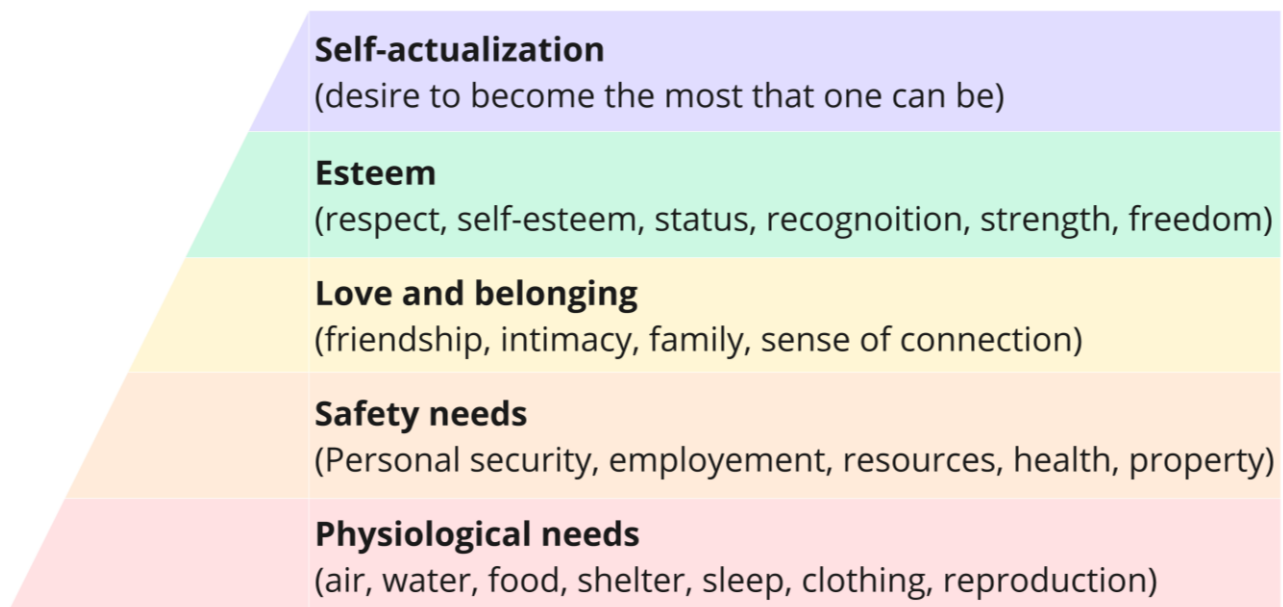 Self-actualization
(desire to become the most that one can be)
Esteem
(respect, self-esteem, status, recognoition, strength, freedom)
Love and belonging
(friendship, intimacy, family, sense of connection)
Safety needs
(Personal security, employement, resources, health, property)
Physiological needs
(air, water, food, shelter, sleep, clothing, reproduction)